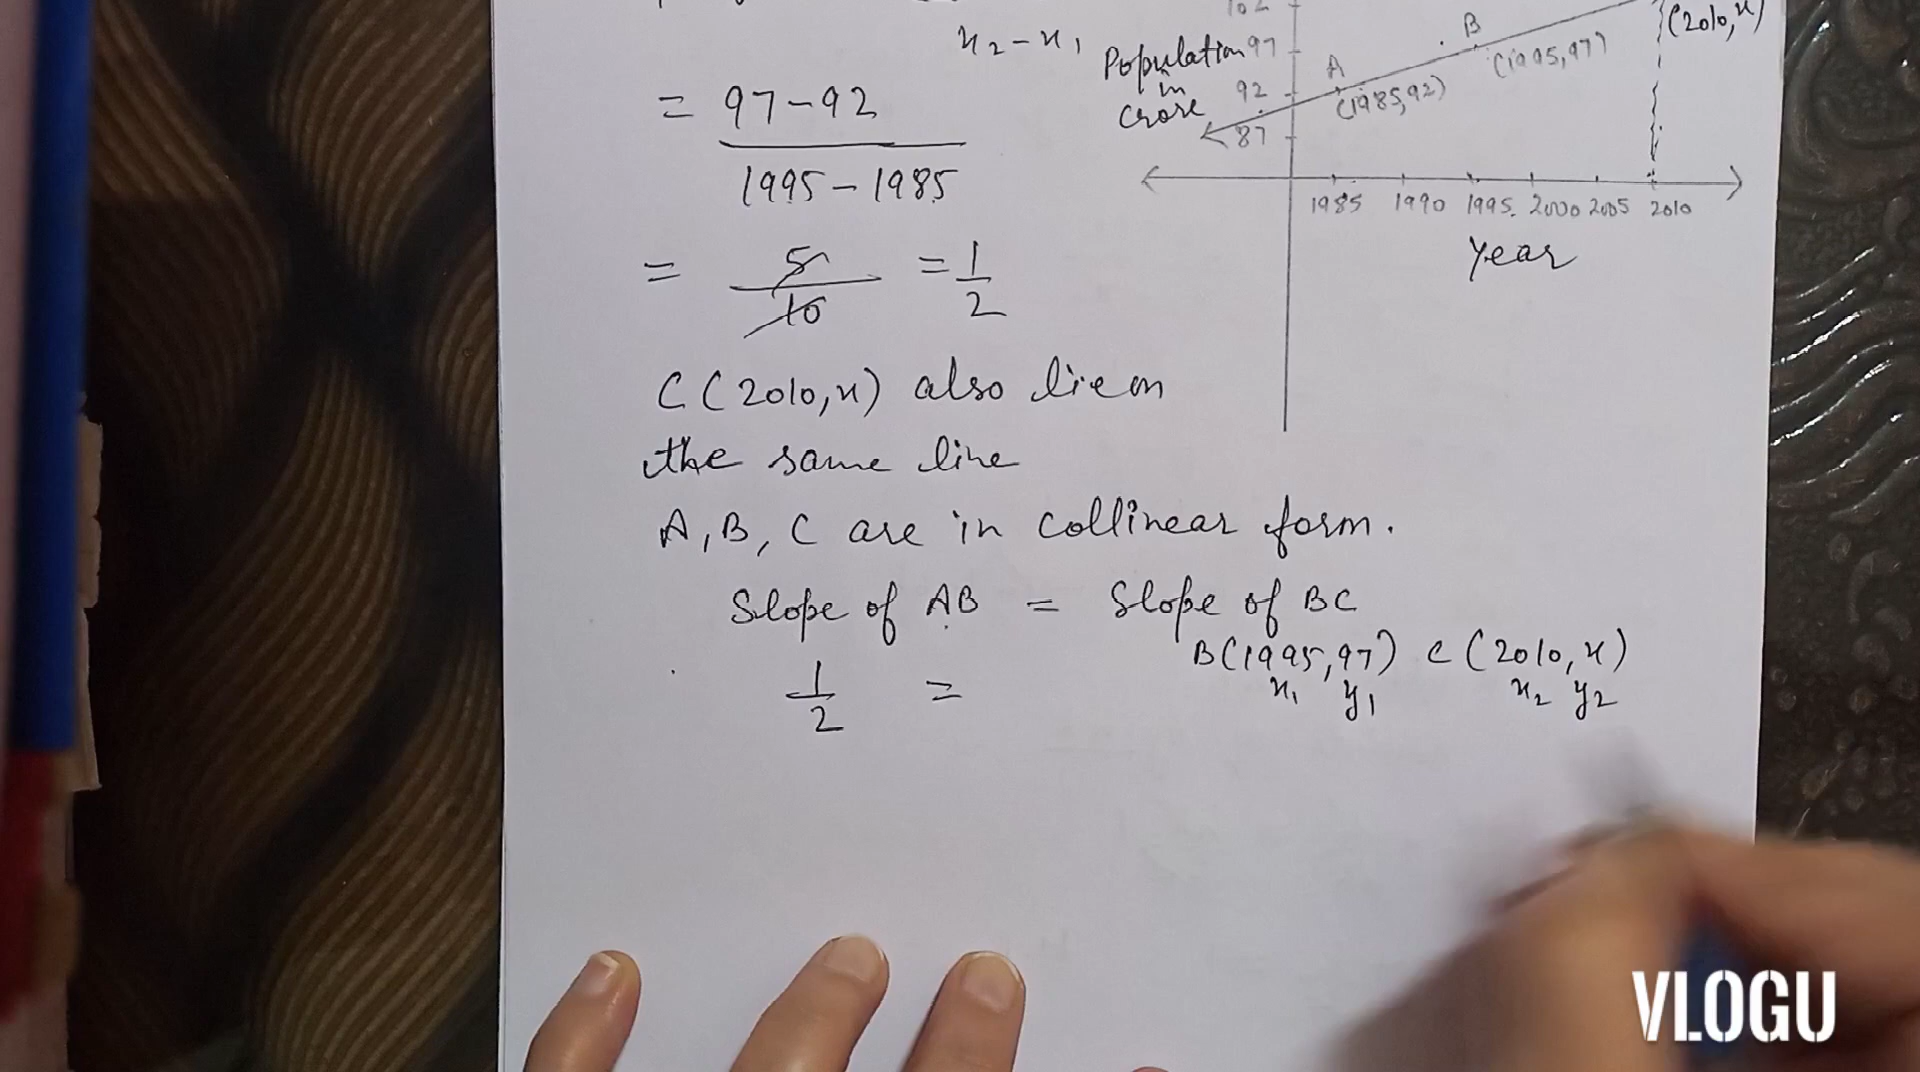 x₂-x₁
= 97-92
1995-1985
= 5 = 1
10 2
C(2010,x) also lie on
the same line
A, B, C are in collinear form.
Slope of AB = Slope of BC
B(1995,97) C(2010,x)
1 = x₁ y₁ x₂ y₂
2
102
(2010,x)
B
Population 97
(1995,97)
A
in
92
(1985,92)
crore
87
1985 1990 1995 2000 2005 2010
Year
VLOGU